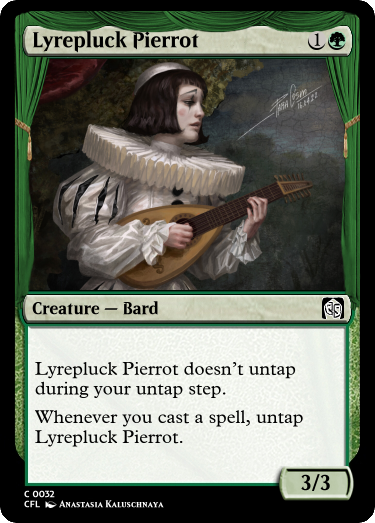 Lyrepluck Pierrot 1
Creature — Bard
Lyrepluck Pierrot doesn't untap
during your untap step.
Whenever you cast a spell, untap
Lyrepluck Pierrot.
3/3
C 0032
CFL Anastasia Kaluschnaya